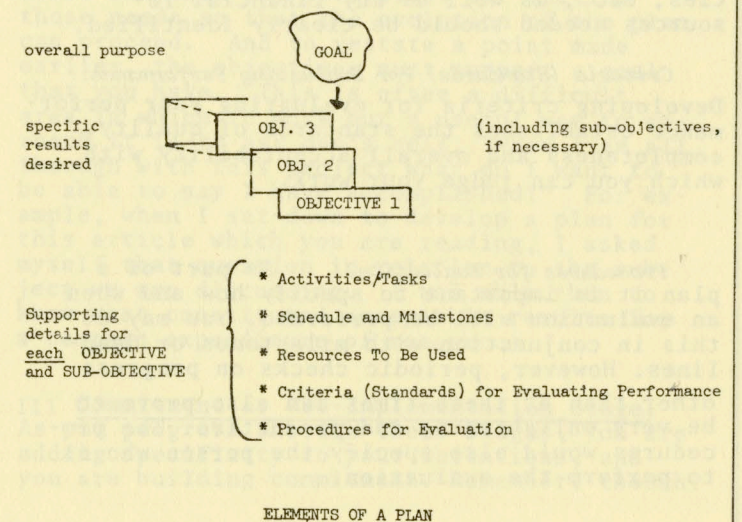 overall purpose
GOAL
specific
results
desired
OBJ. 3
(including sub-objectives,
if necessary)
OBJ. 2
OBJECTIVE 1
Supporting
details for
each OBJECTIVE
and SUB-OBJECTIVE
* Activities/Tasks
* Schedule and Milestones
* Resources To Be Used
* Criteria (Standards) for Evaluating Performance
* Procedures for Evaluation
ELEMENTS OF A PLAN